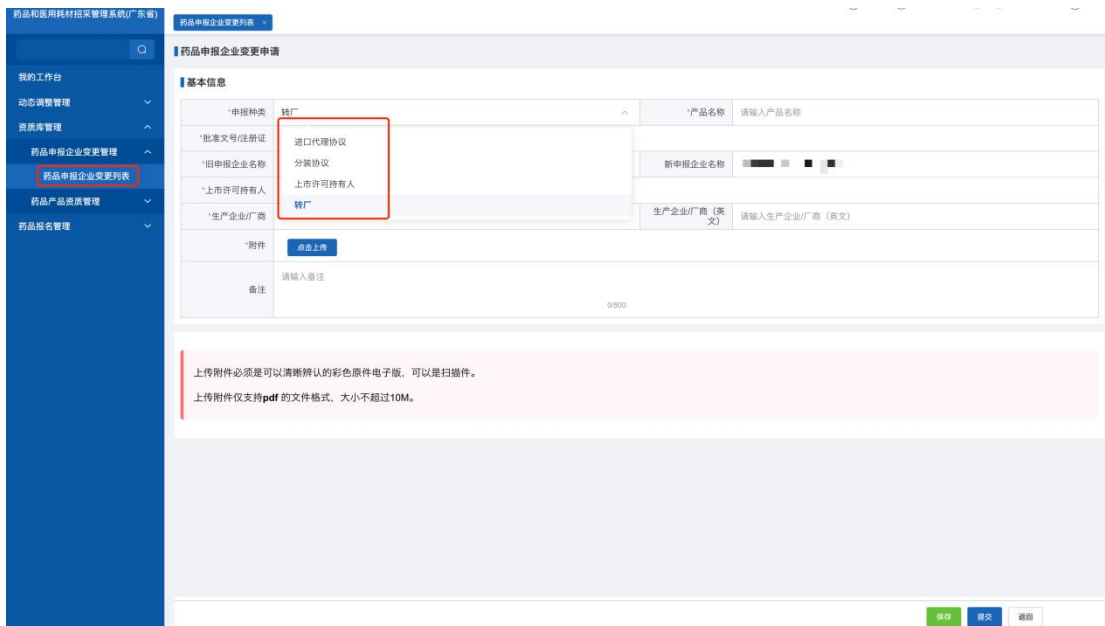 药品和医用耗材招采管理系统(广东省)
药品申报企业变更列表 ×
药品申报企业变更申请
我的工作台
动态调整管理
资质库管理
药品申报企业变更管理
药品申报企业变更列表
药品产品资质管理
药品报名管理
基本信息
*申报种类 转厂 *产品名称 请输入产品名称
*批准文号/注册证
进口代理协议
*旧申报企业名称 分装协议 新申报企业名称
*上市许可持有人 上市许可持有人
转厂
*生产企业/厂商 生产企业/厂商（英文） 请输入生产企业/厂商（英文）
*附件 点击上传
备注 请输入备注
0/500
上传附件必须是可以清晰辨认的彩色原件电子版，可以是扫描件。
上传附件仅支持pdf 的文件格式，大小不超过10M。
保存 提交 返回